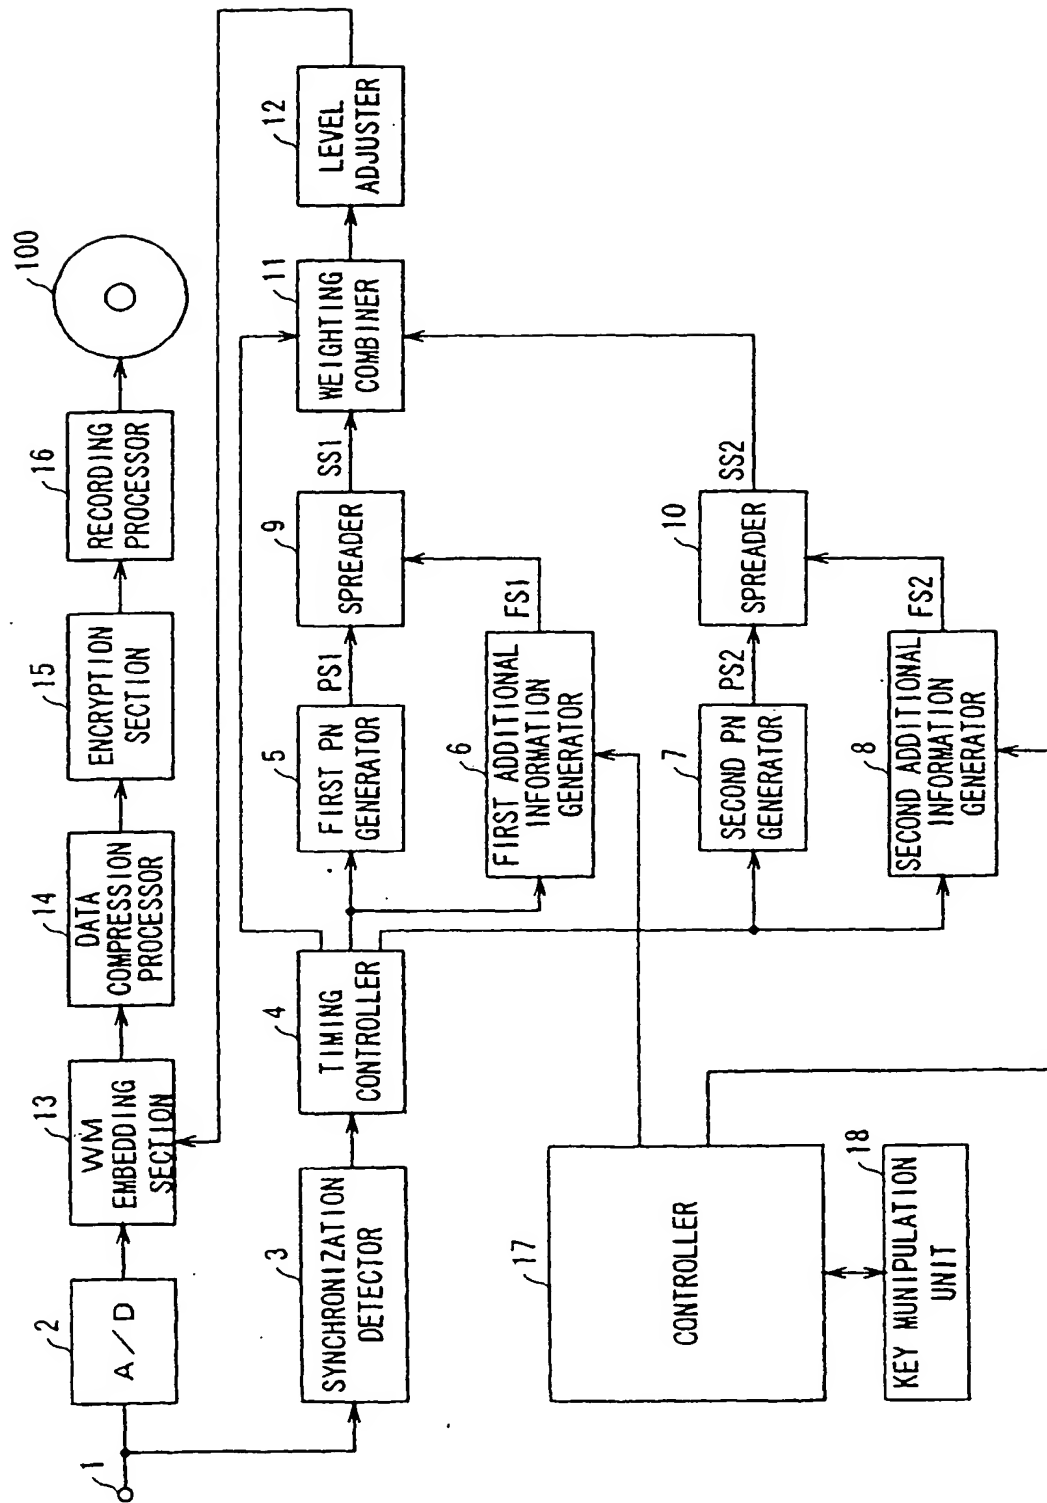 1
2
A/D
13
WM
EMBEDDING
SECTION
14
DATA
COMPRESSION
PROCESSOR
15
ENCRYPTION
SECTION
16
RECORDING
PROCESSOR
100
3
SYNCHRONIZATION
DETECTOR
4
TIMING
CONTROLLER
5
FIRST PN
GENERATOR
PS1
9
SPREADER
SS1
11
WEIGHTING
COMBINER
12
LEVEL
ADJUSTER
6
FIRST ADDITIONAL
INFORMATION
GENERATOR
FS1
7
SECOND PN
GENERATOR
PS2
10
SPREADER
SS2
8
SECOND ADDITIONAL
INFORMATION
GENERATOR
FS2
17
CONTROLLER
18
KEY MUNIPULATION
UNIT